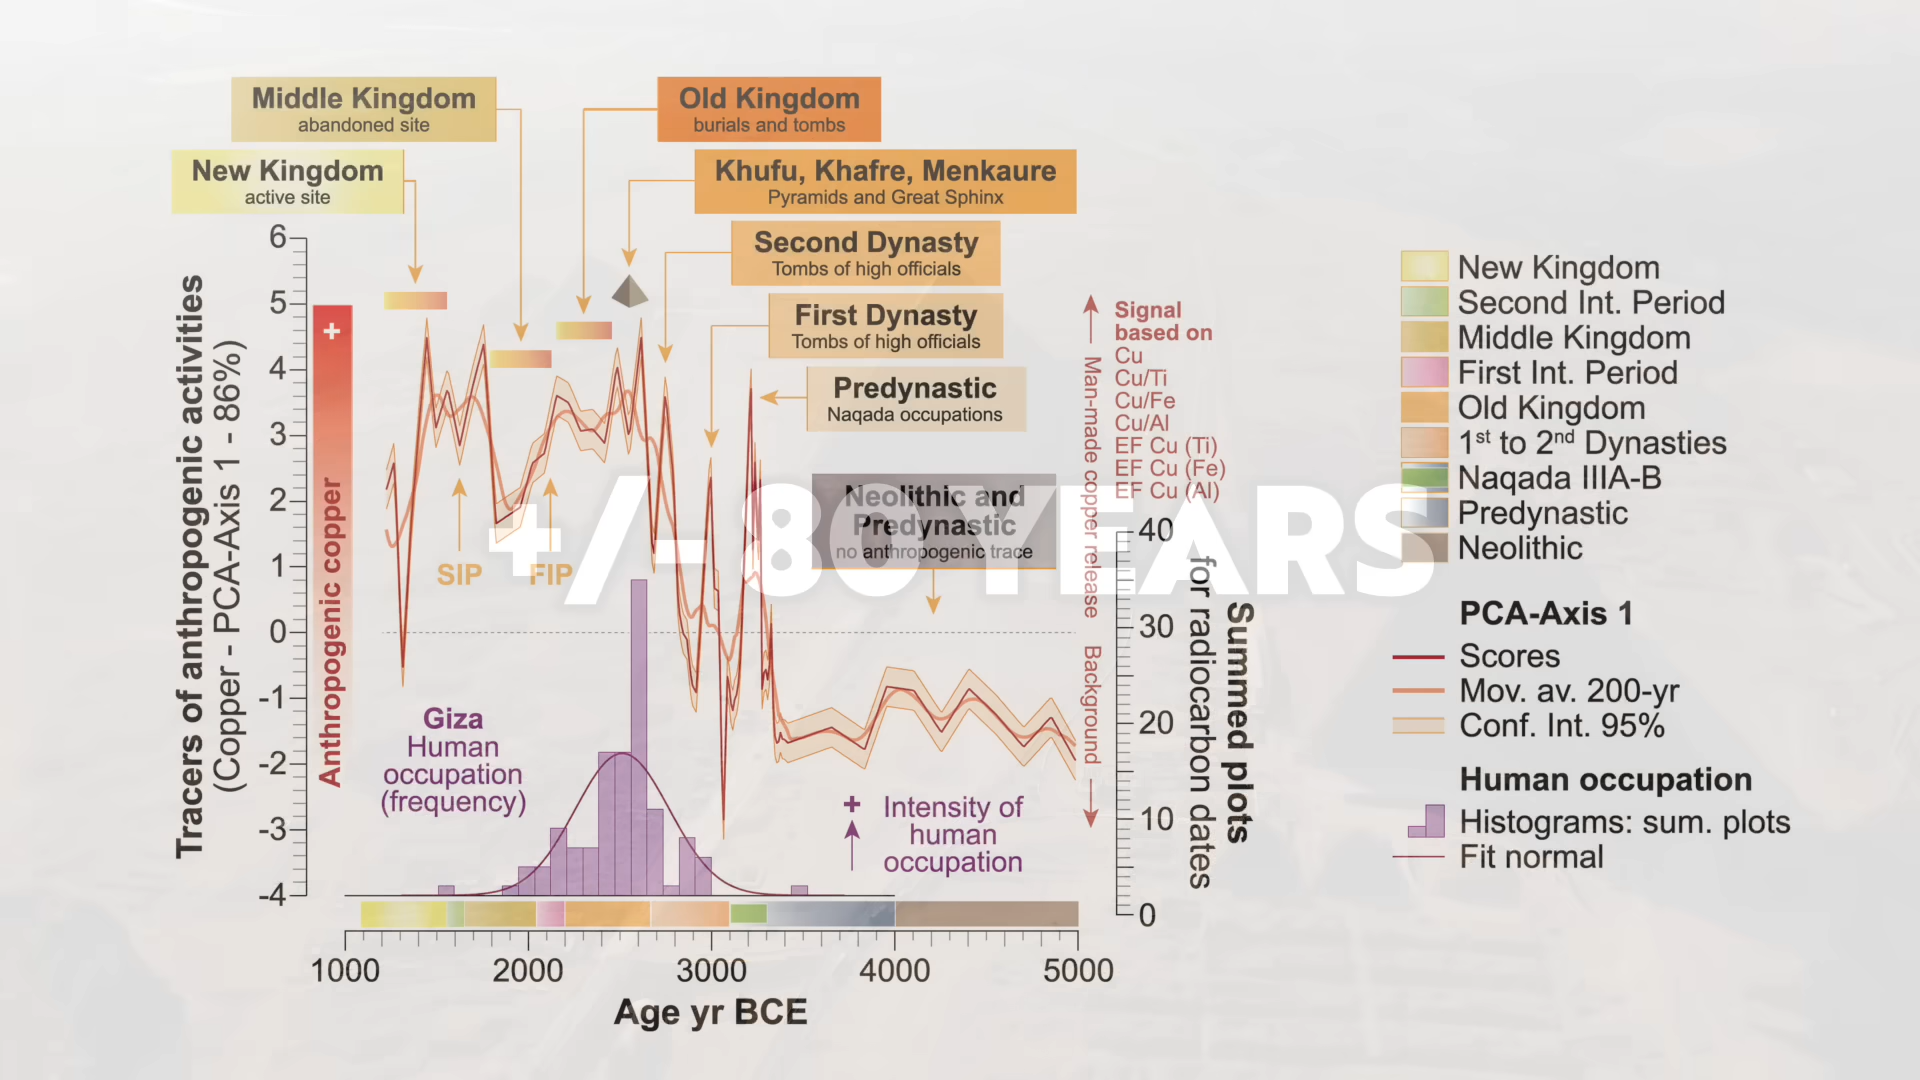 Middle Kingdom
abandoned site
Old Kingdom
burials and tombs
New Kingdom
active site
Khufu, Khafre, Menkaure
Pyramids and Great Sphinx
Second Dynasty
Tombs of high officials
First Dynasty
Tombs of high officials
Predynastic
Naqada occupations
Neolithic and
Predynastic
no anthropogenic trace
+/- 80 YEARS
Tracers of anthropogenic activities
(Copper - PCA-Axis 1 - 86%)
6
5
4
3
2
1
0
-1
-2
-3
-4
+
Anthropogenic copper
SIP
FIP
Giza
Human
occupation
(frequency)
+
Intensity of
human
occupation
Signal
based on
Cu
Cu/Ti
Cu/Fe
Cu/Al
EF Cu (Ti)
EF Cu (Fe)
EF Cu (Al)
Man-made copper release
Background
40
30
20
10
0
Summed plots
for radiocarbon dates
1000
2000
3000
4000
5000
Age yr BCE
New Kingdom
Second Int. Period
Middle Kingdom
First Int. Period
Old Kingdom
1st to 2nd Dynasties
Naqada IIIA-B
Predynastic
Neolithic
PCA-Axis 1
Scores
Mov. av. 200-yr
Conf. Int. 95%
Human occupation
Histograms: sum. plots
Fit normal